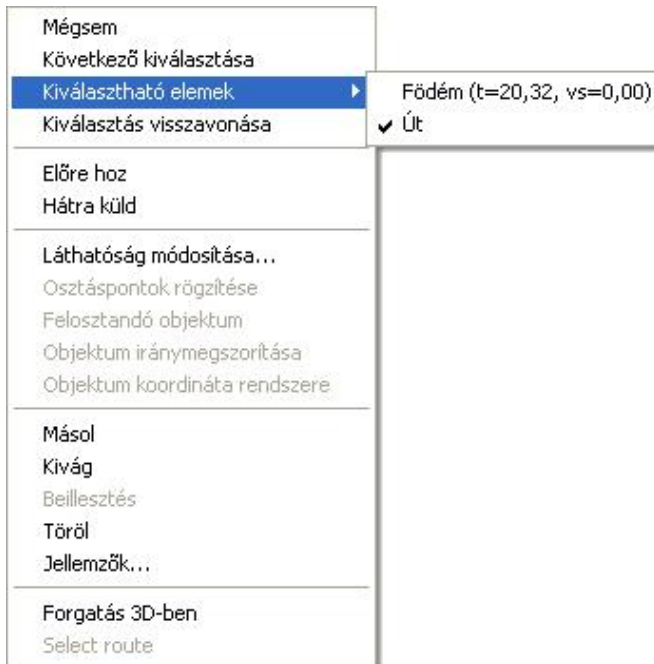 Mégsem
Következő kiválasztása
Kiválasztható elemek
Födém (t=20,32, vs=0,00)
Kiválasztás visszavonása
Út
Előre hoz
Hátra küld
Láthatóság módosítása...
Osztáspontok rögzítése
Felosztandó objektum
Objektum iránymegszorítása
Objektum koordináta rendszere
Másol
Kivág
Beillesztés
Töröl
Jellemzők...
Forgatás 3D-ben
Select route